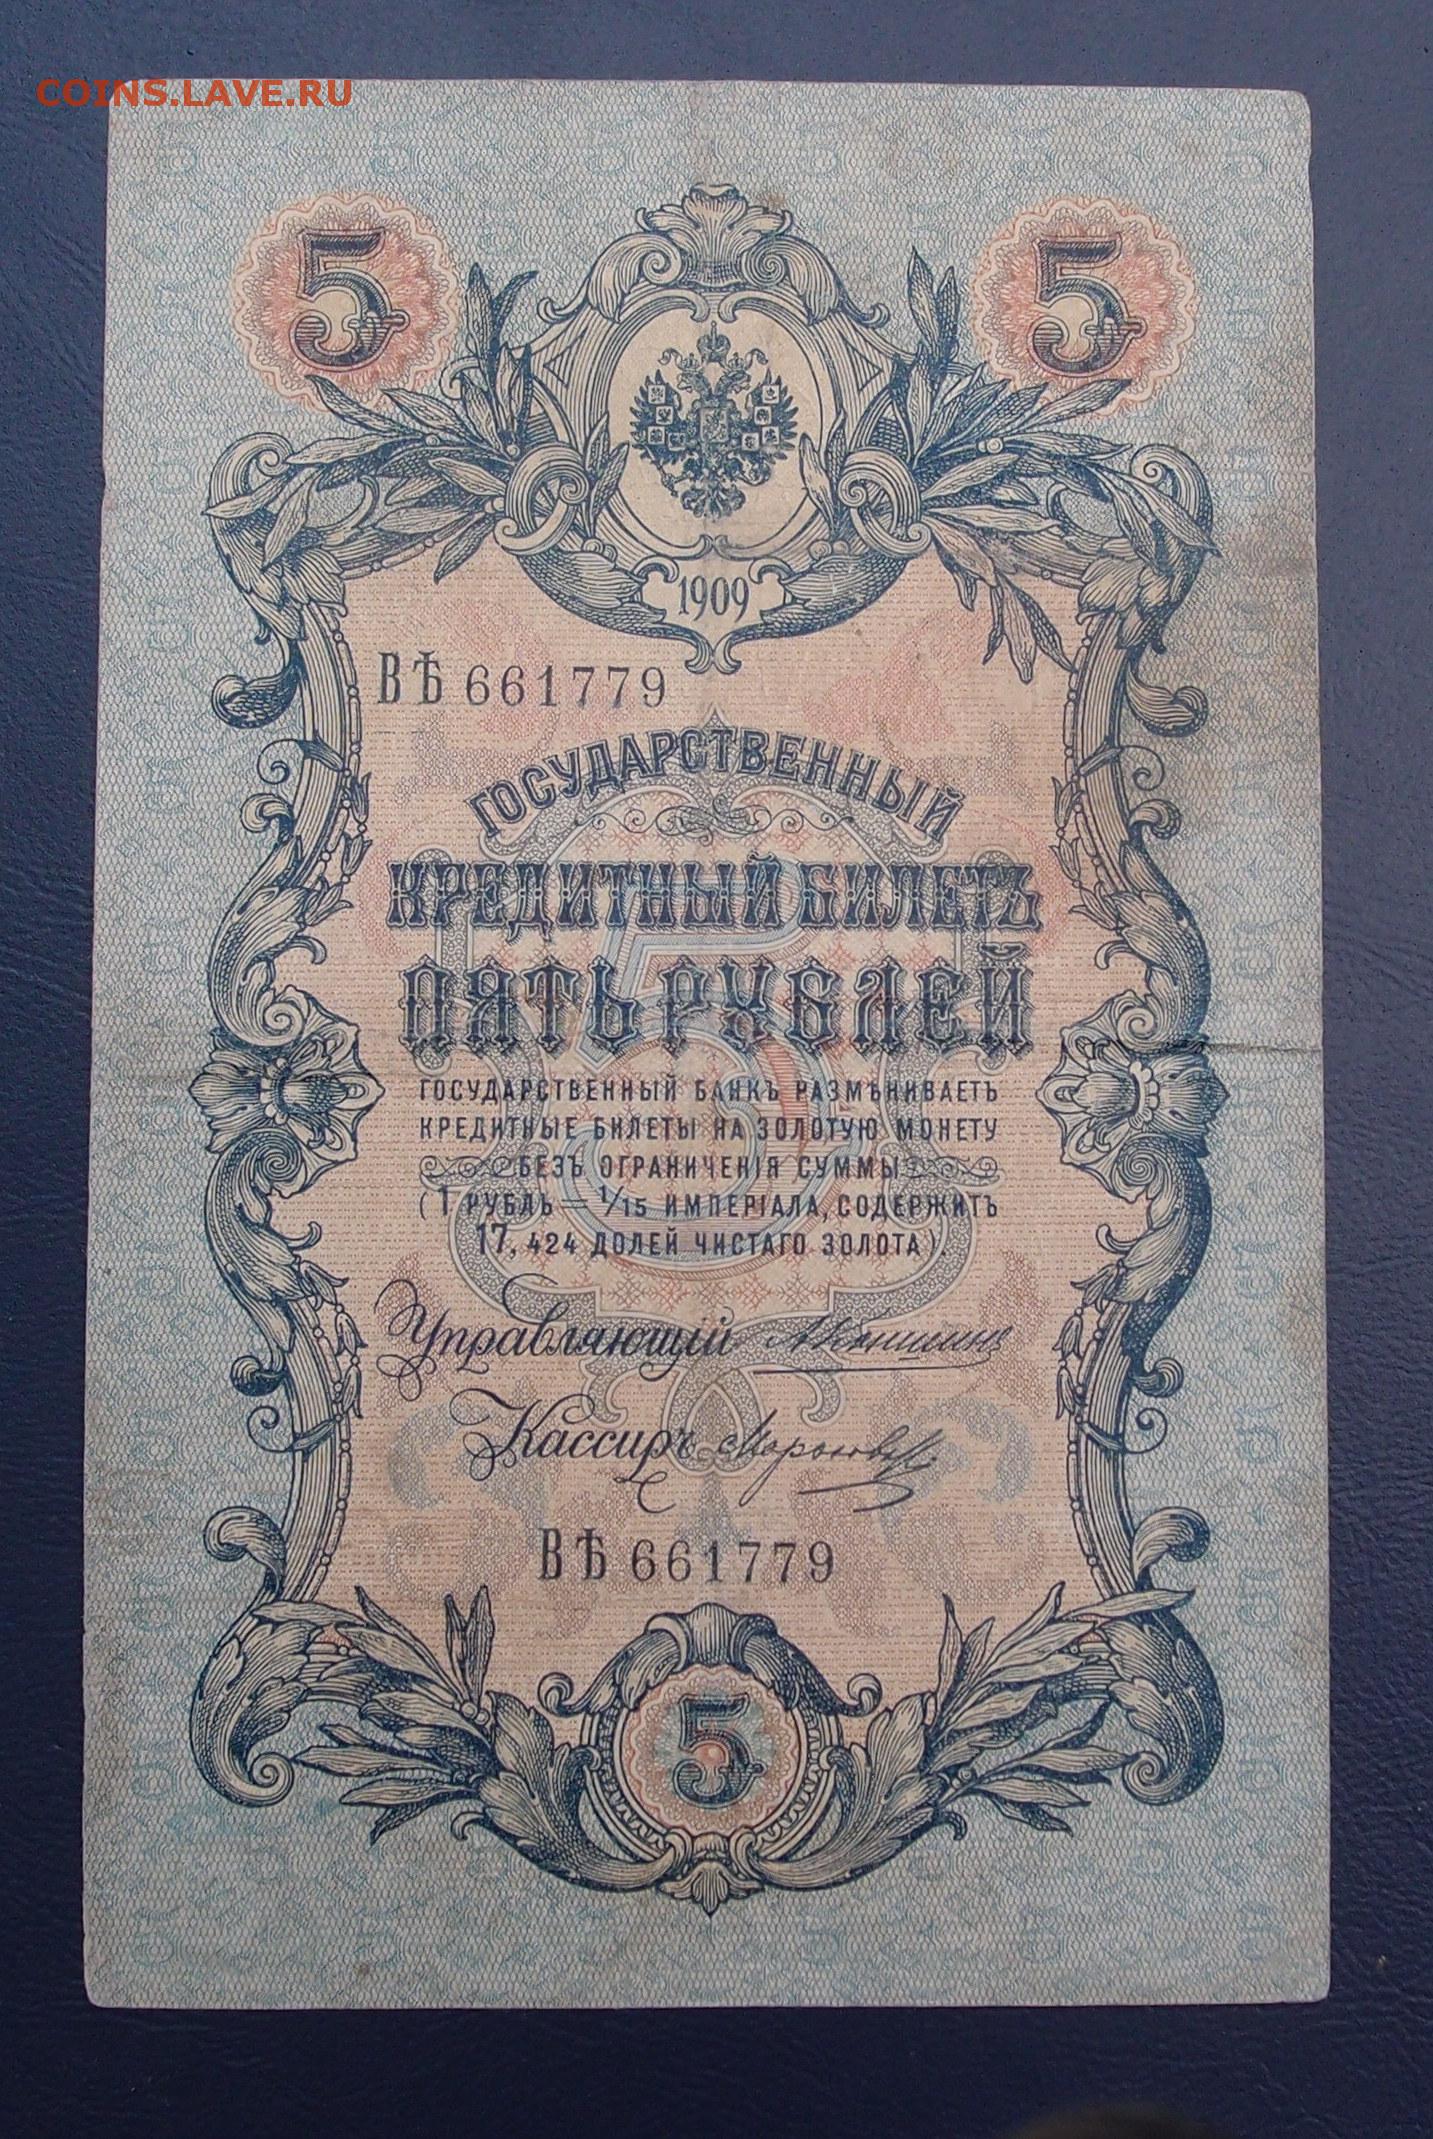 COINS.LAVE.RU
5 5
1909
ВѢ 661779
ГОСУДАРСТВЕННЫЙ
КРЕДИТНЫЙ БИЛЕТЪ
ПЯТЬ РУБЛЕЙ
ГОСУДАРСТВЕННЫЙ БАНКЪ РАЗМѢНИВАЕТЪ
КРЕДИТНЫЕ БИЛЕТЫ НА ЗОЛОТУЮ МОНЕТУ
БЕЗЪ ОГРАНИЧЕНІЯ СУММЫ
(1 РУБЛЬ — 1/15 ИМПЕРІАЛА, СОДЕРЖИТЪ
17,424 ДОЛЕЙ ЧИСТАГО ЗОЛОТА).
Управляющій
Кассиръ
ВѢ 661779
5